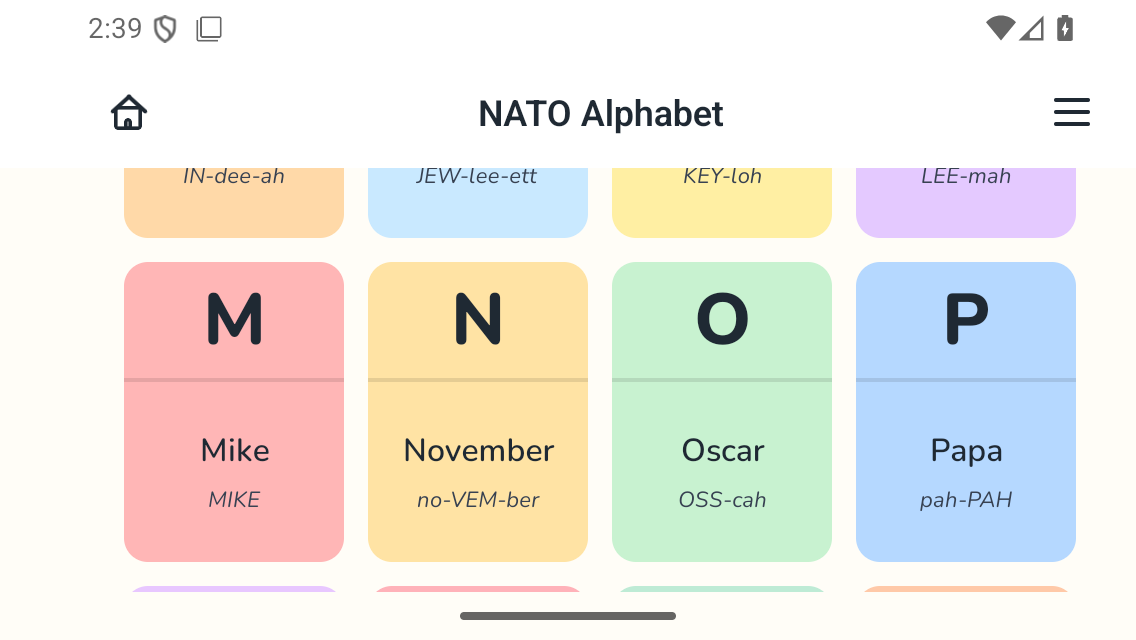 2:39
NATO Alphabet
IN-dee-ah JEW-lee-ett KEY-loh LEE-mah
M N O P
Mike November Oscar Papa
MIKE no-VEM-ber OSS-cah pah-PAH